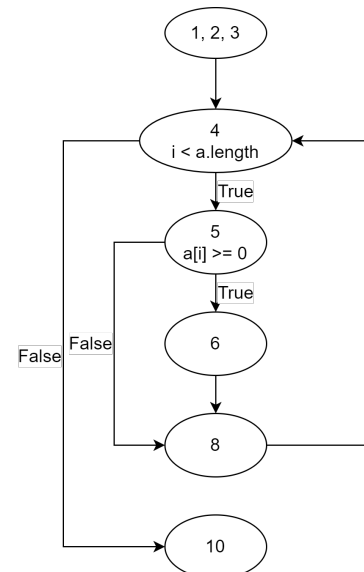 1, 2, 3
4
i < a.length
True
5
a[i] >= 0
True
False
False
6
8
10